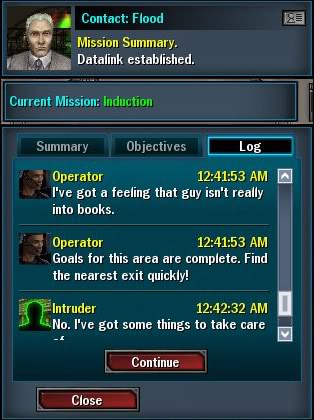 Contact: Flood
Mission Summary.
Datalink established.
Current Mission: Induction
Summary
Objectives
Log
Operator 12:41:53 AM
I've got a feeling that guy isn't really
into books.
Operator 12:41:53 AM
Goals for this area are complete. Find
the nearest exit quickly!
Intruder 12:42:32 AM
No. I've got some things to take care
of
Continue
Close